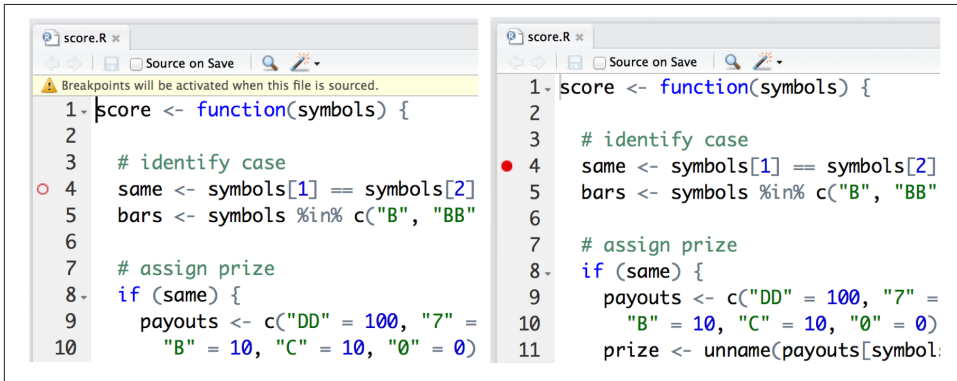 score.R ×
Source on Save
Breakpoints will be activated when this file is sourced.
1 score <- function(symbols) {
2
3 # identify case
4 same <- symbols[1] == symbols[2]
5 bars <- symbols %in% c("B", "BB"
6
7 # assign prize
8 if (same) {
9 payouts <- c("DD" = 100, "7" =
10 "B" = 10, "C" = 10, "0" = 0)
score.R ×
Source on Save
1 score <- function(symbols) {
2
3 # identify case
4 same <- symbols[1] == symbols[2]
5 bars <- symbols %in% c("B", "BB"
6
7 # assign prize
8 if (same) {
9 payouts <- c("DD" = 100, "7" =
10 "B" = 10, "C" = 10, "0" = 0)
11 prize <- unname(payouts[symbol